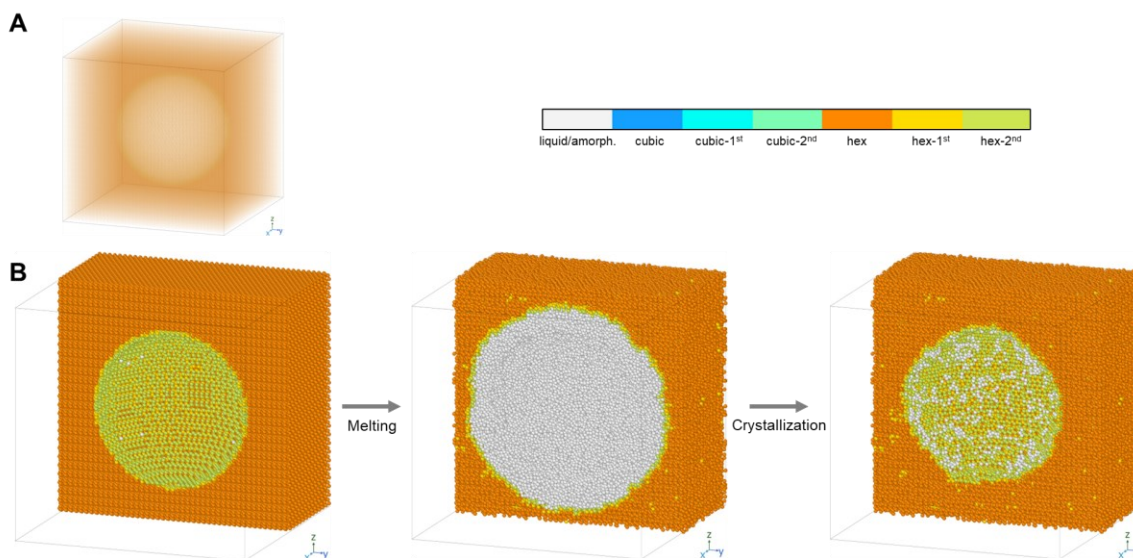 A
z
x y
liquid/amorph. cubic cubic-1st cubic-2nd hex hex-1st hex-2nd
B
Melting
Crystallization
z
x y
z
x y
z
x y